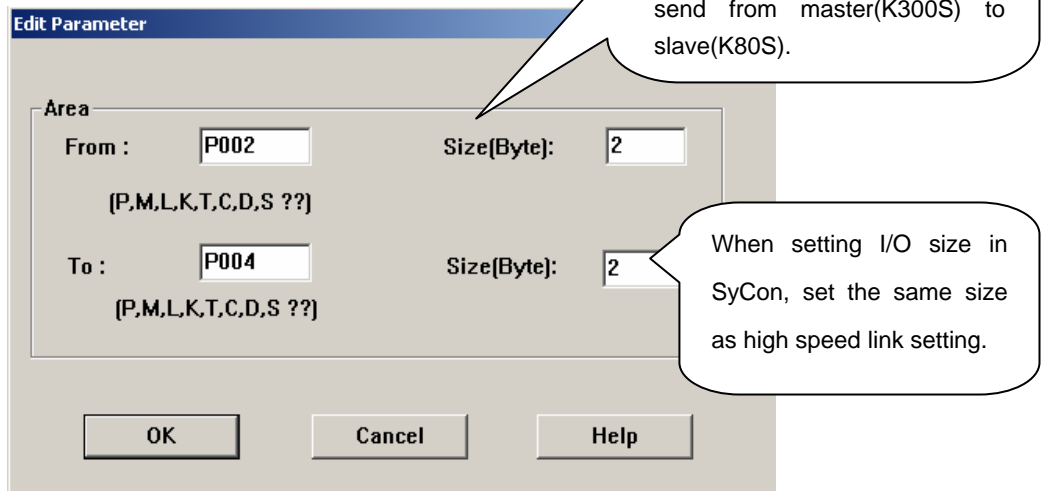 send from master(K300S) to
slave(K80S).
Edit Parameter
Area
From : P002 Size(Byte): 2
(P,M,L,K,T,C,D,S ??)
To : P004 Size(Byte): 2
(P,M,L,K,T,C,D,S ??)
When setting I/O size in
SyCon, set the same size
as high speed link setting.
OK Cancel Help